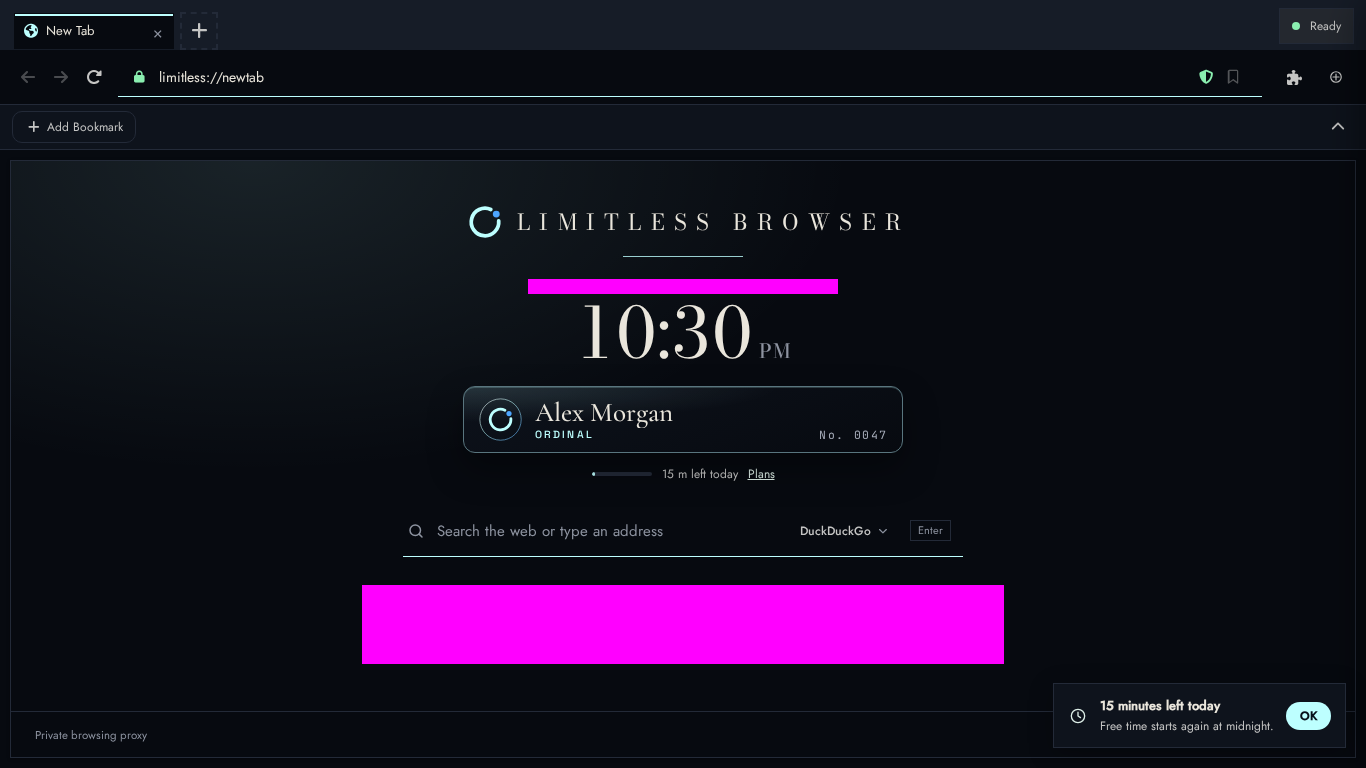 New Tab
Ready
limitless://newtab
Add Bookmark
LIMITLESS BROWSER
10:30 PM
Alex Morgan
ORDINAL
No. 0047
15 m left today Plans
Search the web or type an address
DuckDuckGo
Enter
15 minutes left today
Free time starts again at midnight.
OK
Private browsing proxy